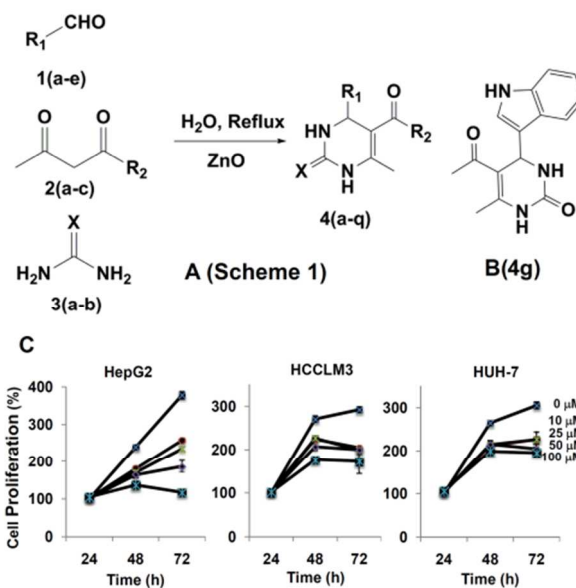 R1 CHO
1(a-e)
O O
R2
2(a-c)
X
H2N NH2
3(a-b)
H2O, Reflux
ZnO
R1 O
HN R2
X N
H
4(a-q)
A (Scheme 1)
HN
O
NH
N O
H
B(4g)
C
HepG2
HCCLM3
HUH-7
Cell Proliferation (%)
400
300
200
100
0
24 48 72
Time (h)
300
200
100
0
24 48 72
Time (h)
300
200
100
0
24 48 72
Time (h)
0 µM
10 µM
25 µM
50 µM
100 µM